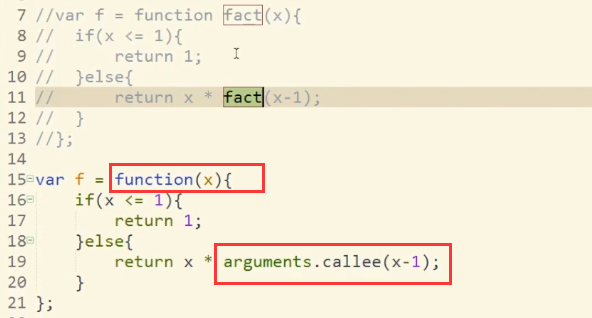 7 //var f = function fact(x){
8 //  if(x <= 1){
9 //      return 1;
10 //  }else{
11 //      return x * fact(x-1);
12 //  }
13 //};
14
15 var f = function(x){
16     if(x <= 1){
17         return 1;
18     }else{
19         return x * arguments.callee(x-1);
20     }
21 };